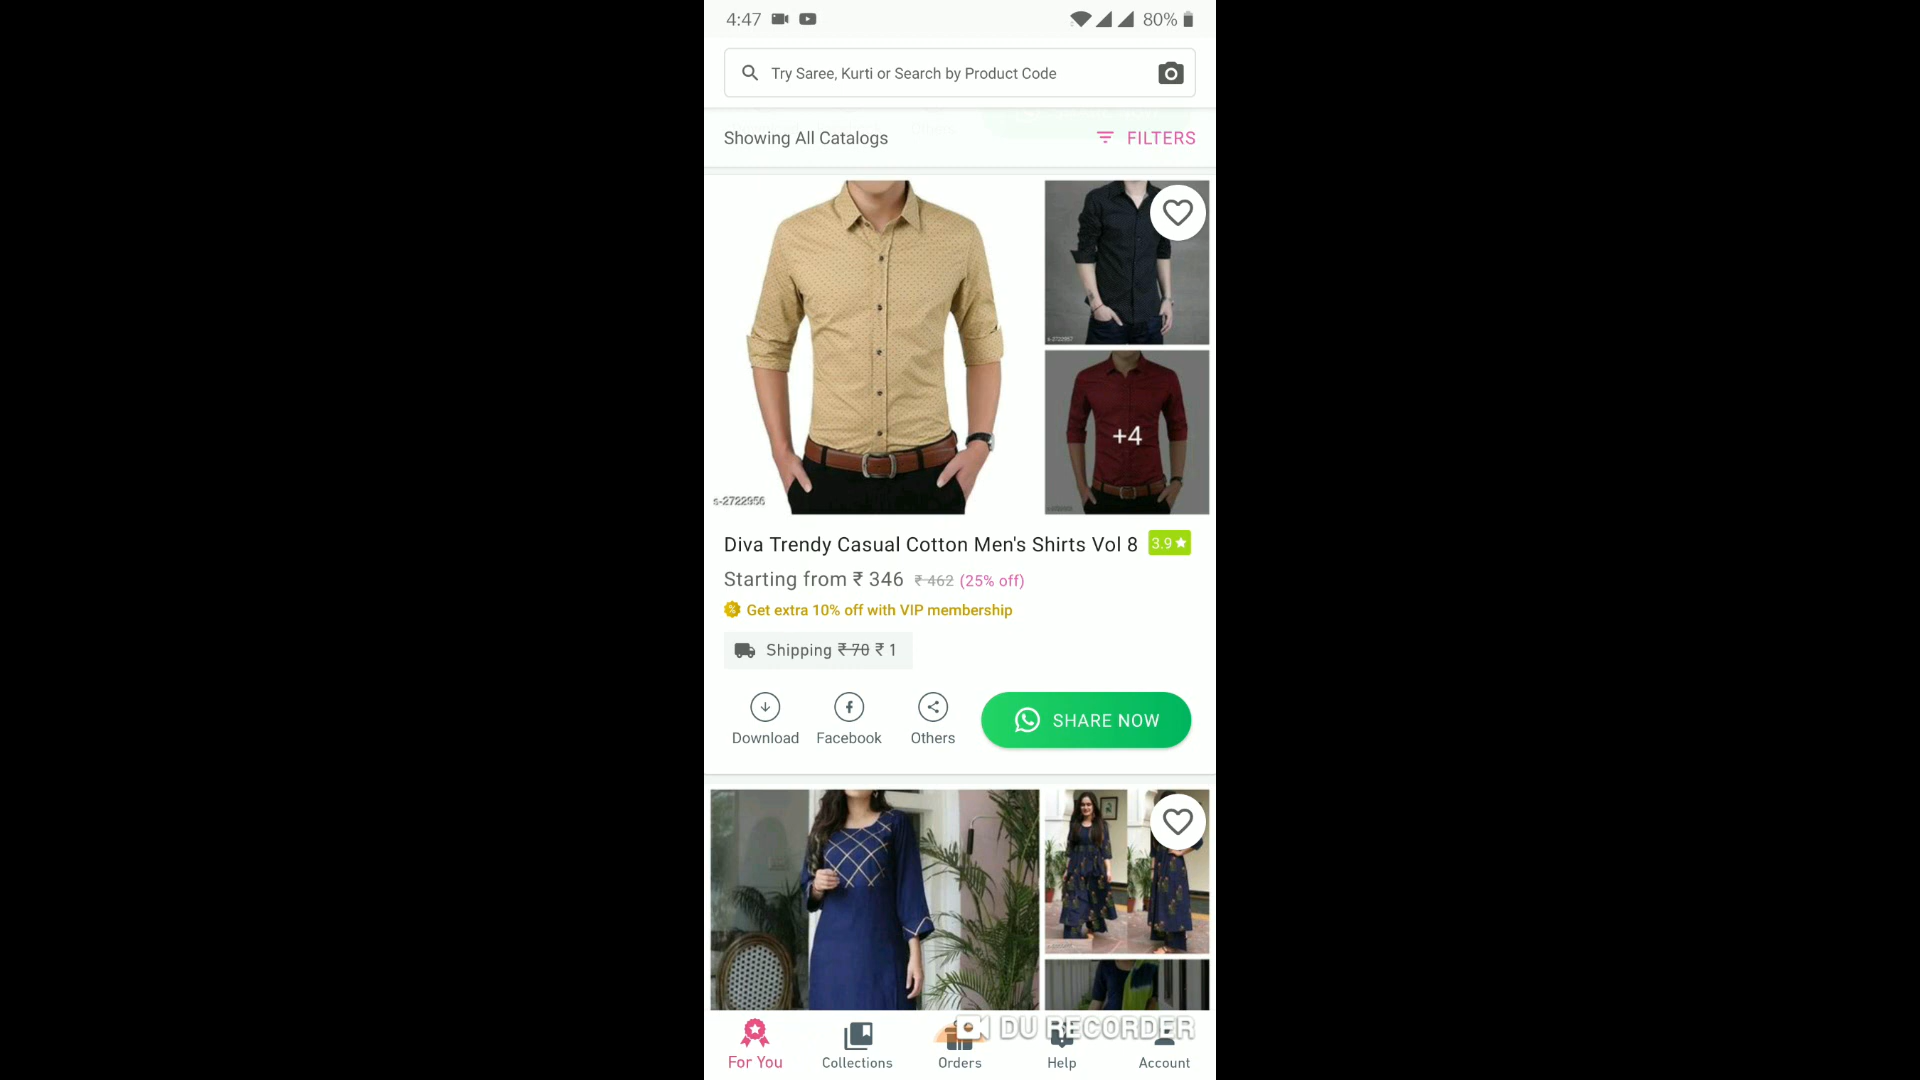 4:47
80%
Try Saree, Kurti or Search by Product Code
Showing All Catalogs
FILTERS
s-2722957
+4
s-2722956
Diva Trendy Casual Cotton Men's Shirts Vol 8
3.9
Starting from ₹ 346 ₹ 462 (25% off)
Get extra 10% off with VIP membership
Shipping ₹ 70 ₹ 1
Download
Facebook
Others
SHARE NOW
DU RECORDER
For You
Collections
Orders
Help
Account